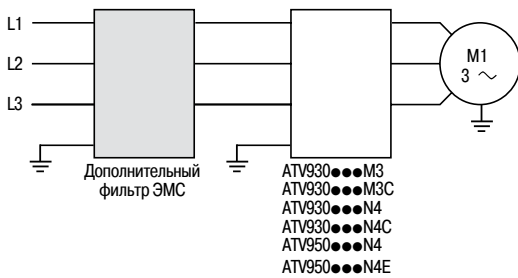 L1
L2
L3
M1
3 ~
Дополнительный
фильтр ЭМС
ATV930●●●M3
ATV930●●●M3C
ATV930●●●N4
ATV930●●●N4C
ATV950●●●N4
ATV950●●●N4E